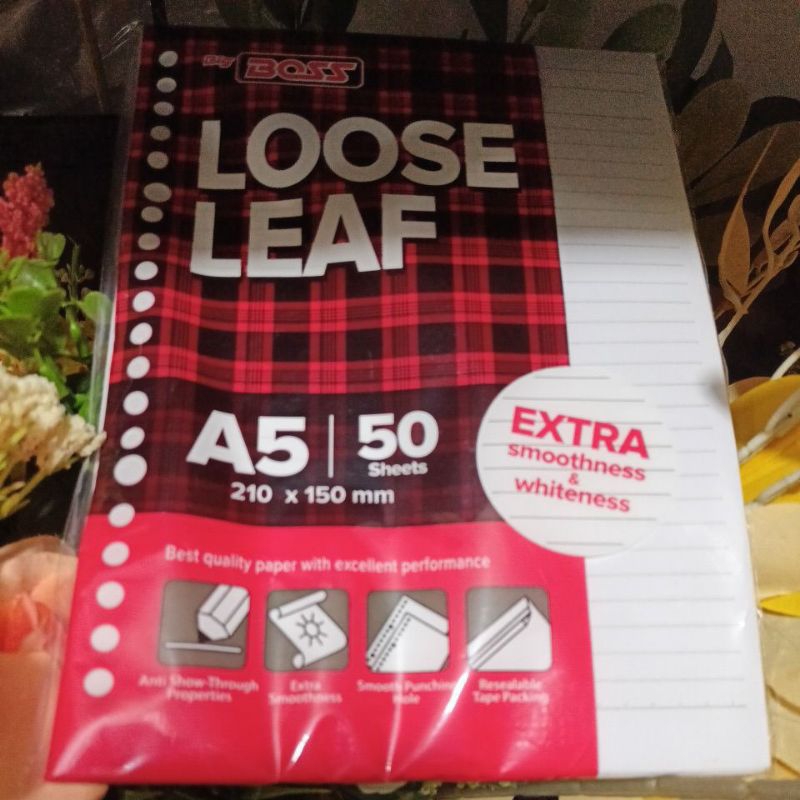 Big BOSS
LOOSE
LEAF
A5 | 50
Sheets
210 x 150 mm
EXTRA
smoothness
&
whiteness
Best quality paper with excellent performance
Anti Show-Through
Properties
Extra
Smoothness
Smooth Punching
Hole
Resealable
Tape Packing